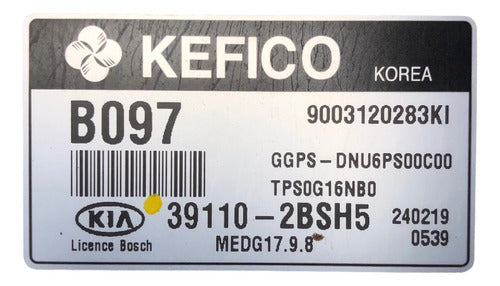 KEFICO KOREA
B097 9003120283KI
GGPS-DNU6PS00C00
TPS0G16NB0
KIA 39110-2BSH5 240219
Licence Bosch MEDG17.9.8 0539